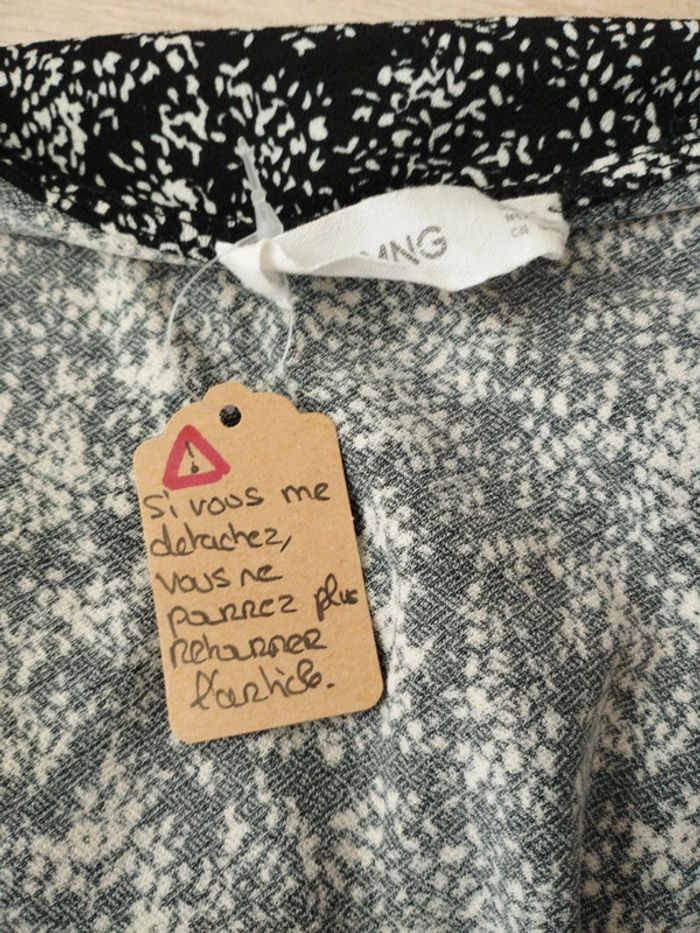 MNG
!
Si vous me
detachez,
vous ne
pourrez plus
Retourner
l'article.